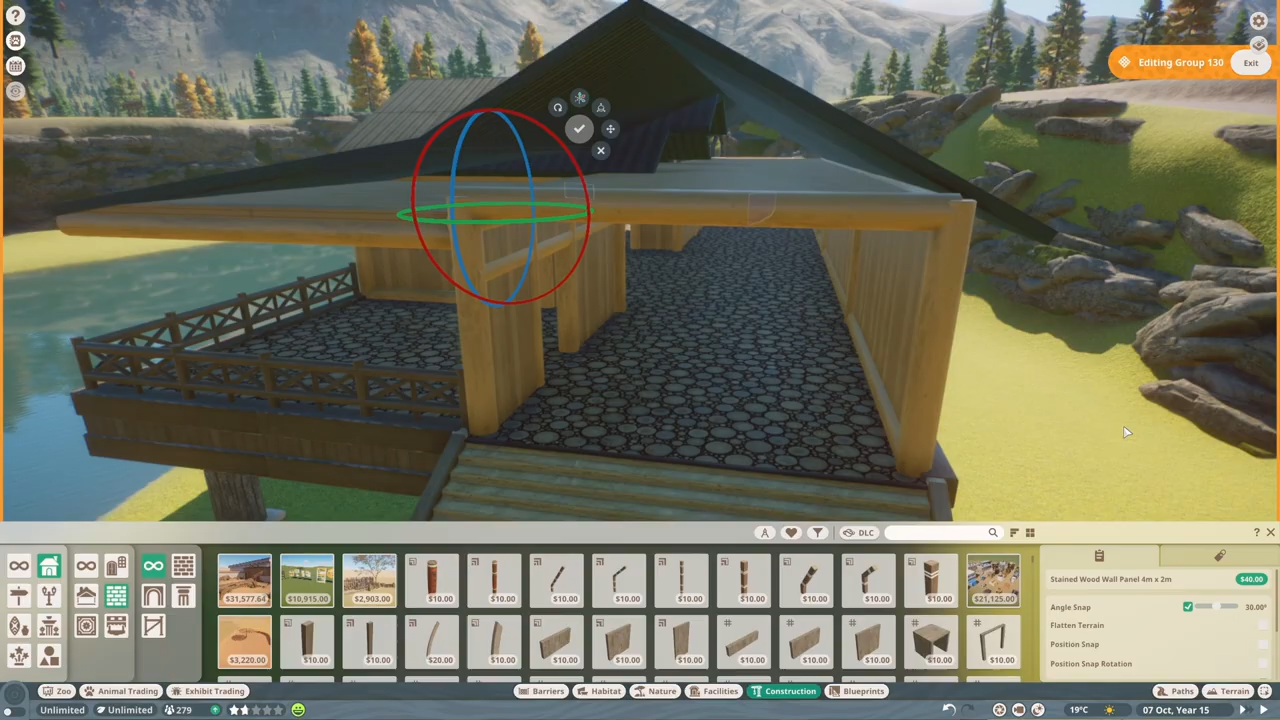 Editing Group 130
Exit
DLC
$31,577.64
$10,915.00
$2,903.00
$10.00
$10.00
$10.00
$10.00
$10.00
$10.00
$10.00
$10.00
$10.00
$21,125.00
$3,220.00
$10.00
$10.00
$20.00
$10.00
$10.00
$10.00
$10.00
$10.00
$10.00
$10.00
$10.00
$10.00
Stained Wood Wall Panel 4m x 2m
$40.00
Angle Snap
30.00°
Flatten Terrain
Position Snap
Position Snap Rotation
Zoo
Animal Trading
Exhibit Trading
Barriers
Habitat
Nature
Facilities
Construction
Blueprints
Paths
Terrain
Unlimited
Unlimited
279
19°C
07 Oct, Year 15